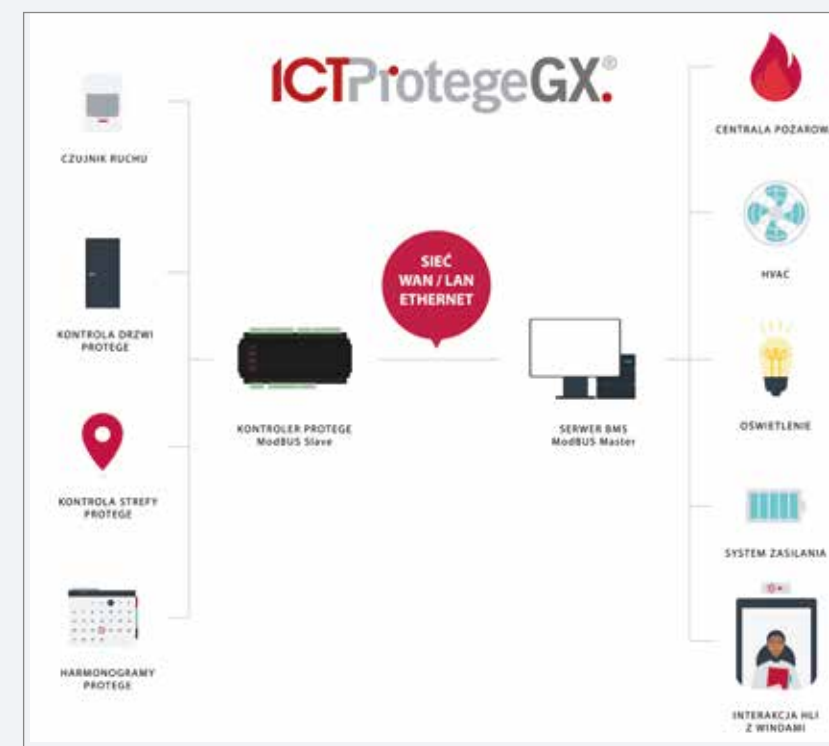 ICTProtegeGX.®
CZUJNIK RUCHU
KONTROLA DRZWI
PROTEGE
KONTROLA STREFY
PROTEGE
HARMONOGRAMY
PROTEGE
KONTROLER PROTEGE
ModBUS Slave
SIEĆ
WAN / LAN
ETHERNET
SERWER BMS
ModBUS Master
CENTRALA POŻAROW
HVAC
OŚWIETLENIE
SYSTEM ZASILANIA
INTERAKCJA HLI
Z WINDAMI